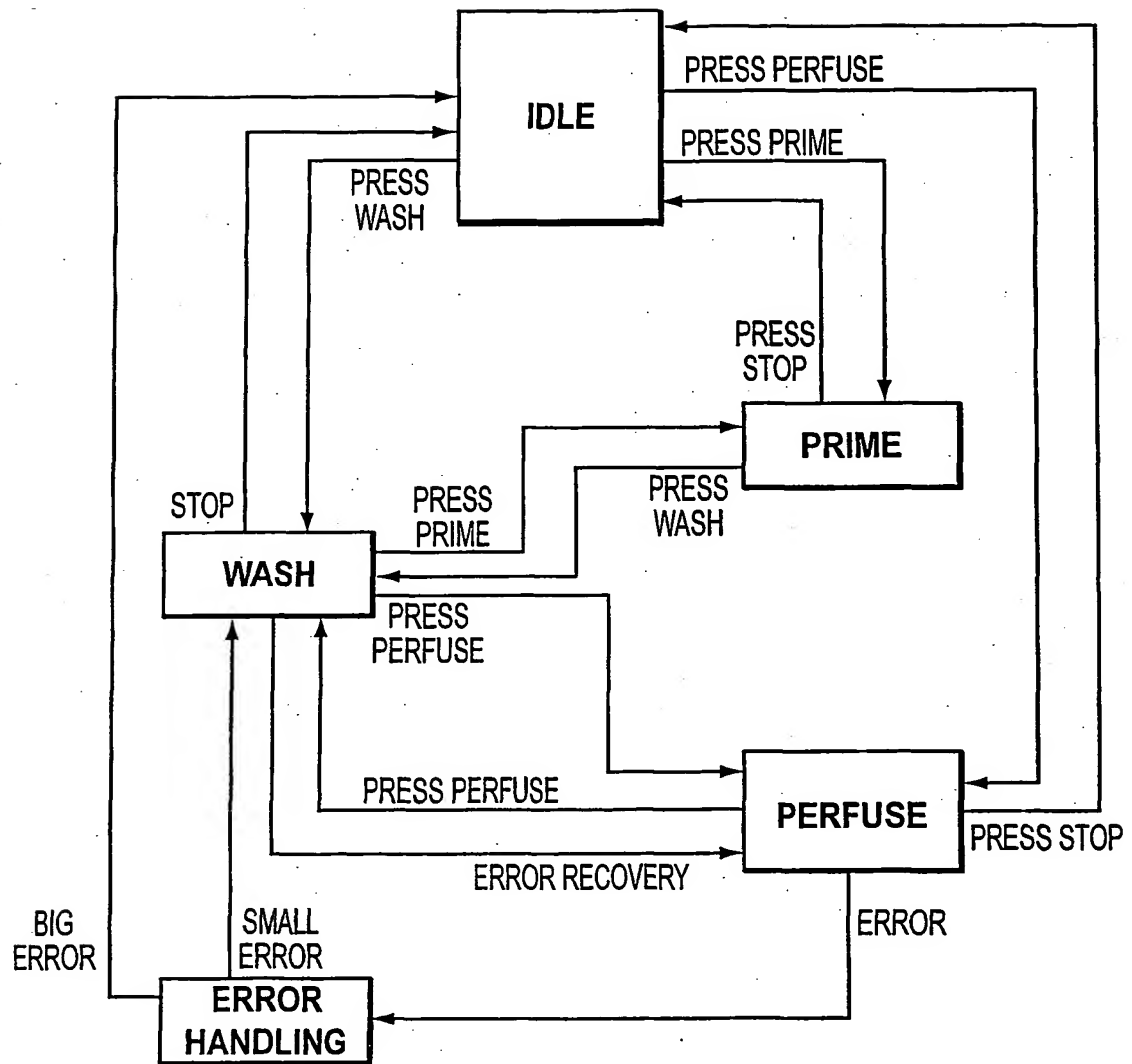 IDLE
PRESS PERFUSE
PRESS PRIME
PRESS
WASH
PRESS
STOP
PRIME
STOP
PRESS
PRIME
PRESS
WASH
WASH
PRESS
PERFUSE
PRESS PERFUSE
PERFUSE
PRESS STOP
ERROR RECOVERY
BIG
ERROR
SMALL
ERROR
ERROR
ERROR
HANDLING